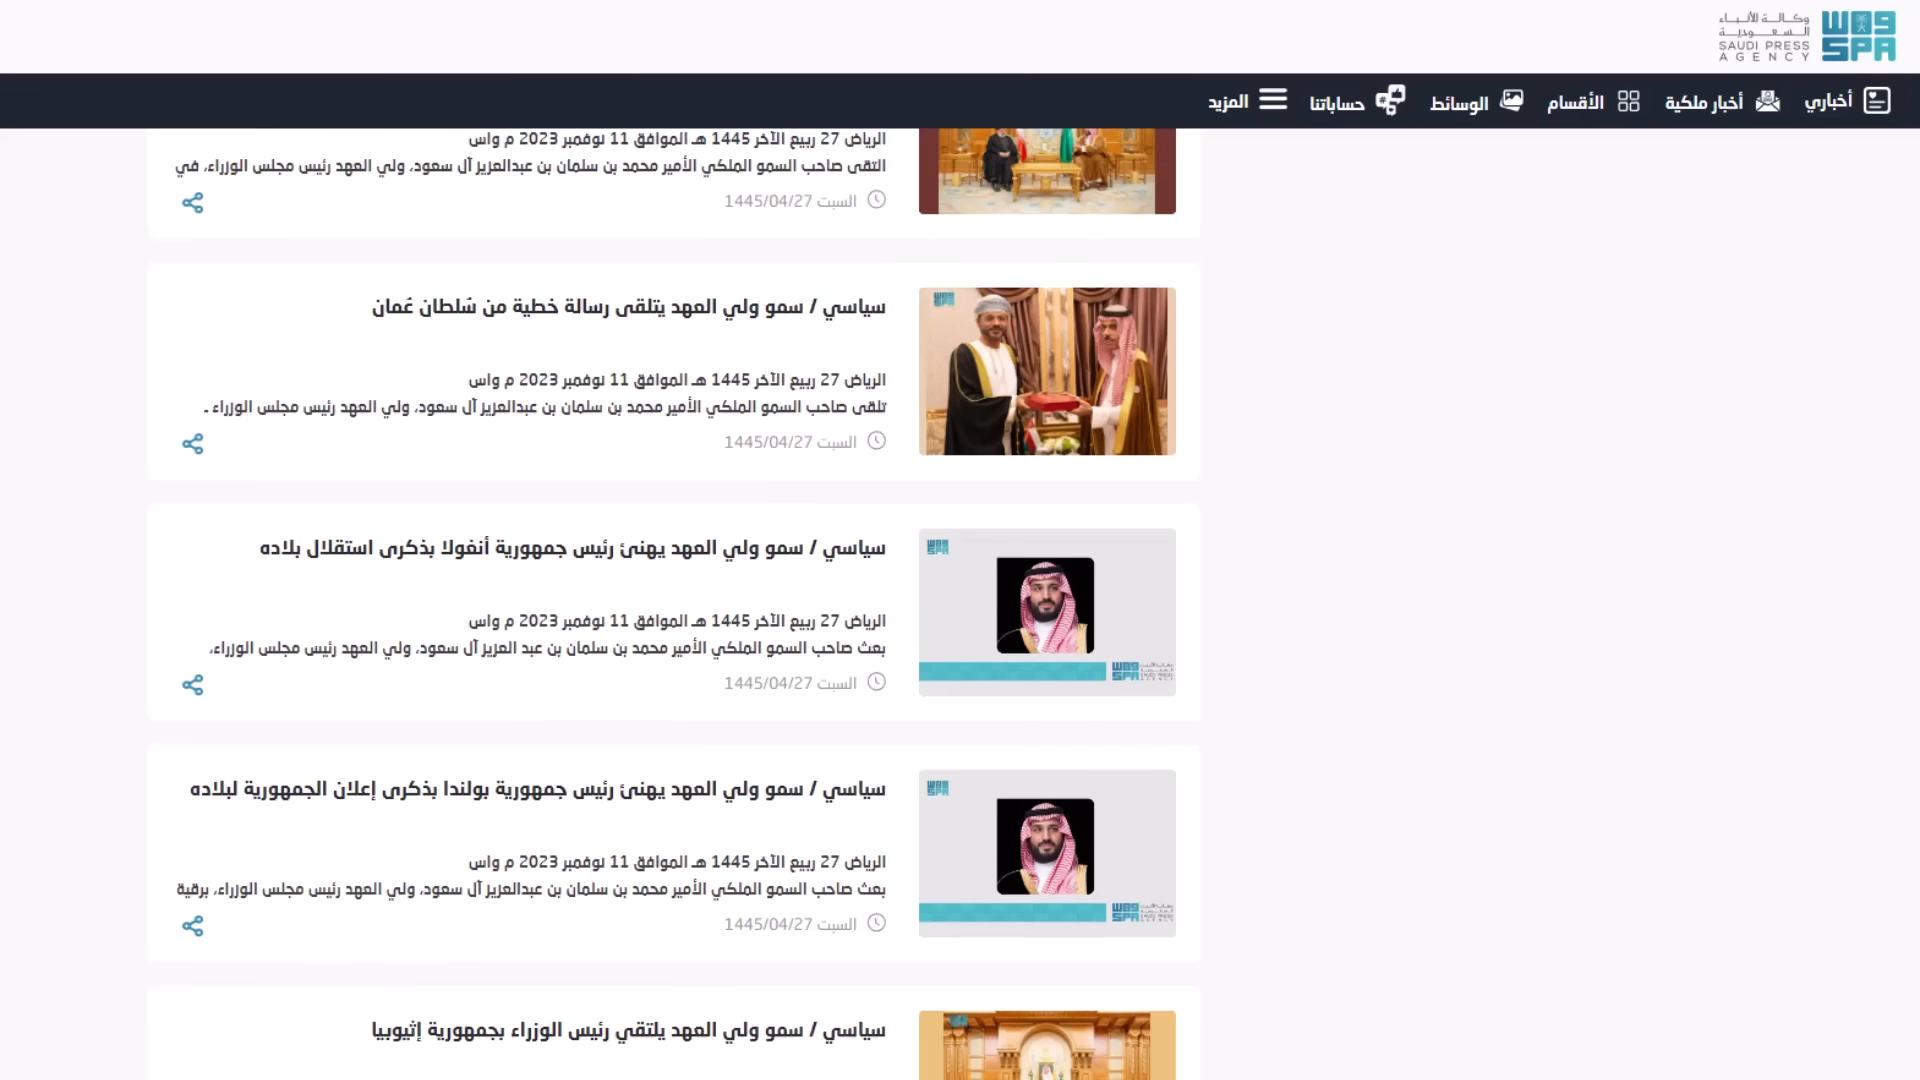 وكالة الأنباء
السعودية
SAUDI PRESS
AGENCY
واس
SPA
أخباري
أخبار ملكية
الأقسام
الوسائط
حساباتنا
المزيد
الرياض 27 ربيع الآخر 1445 هـ الموافق 11 نوفمبر 2023 م واس
التقى صاحب السمو الملكي الأمير محمد بن سلمان بن عبدالعزيز آل سعود، ولي العهد رئيس مجلس الوزراء، في
السبت 1445/04/27
سياسي / سمو ولي العهد يتلقى رسالة خطية من سُلطان عُمان
الرياض 27 ربيع الآخر 1445 هـ الموافق 11 نوفمبر 2023 م واس
تلقى صاحب السمو الملكي الأمير محمد بن سلمان بن عبدالعزيز آل سعود، ولي العهد رئيس مجلس الوزراء ـ
السبت 1445/04/27
سياسي / سمو ولي العهد يهنئ رئيس جمهورية أنغولا بذكرى استقلال بلاده
الرياض 27 ربيع الآخر 1445 هـ الموافق 11 نوفمبر 2023 م واس
بعث صاحب السمو الملكي الأمير محمد بن سلمان بن عبد العزيز آل سعود، ولي العهد رئيس مجلس الوزراء،
السبت 1445/04/27
سياسي / سمو ولي العهد يهنئ رئيس جمهورية بولندا بذكرى إعلان الجمهورية لبلاده
الرياض 27 ربيع الآخر 1445 هـ الموافق 11 نوفمبر 2023 م واس
بعث صاحب السمو الملكي الأمير محمد بن سلمان بن عبدالعزيز آل سعود، ولي العهد رئيس مجلس الوزراء، برقية
السبت 1445/04/27
سياسي / سمو ولي العهد يلتقي رئيس الوزراء بجمهورية إثيوبيا